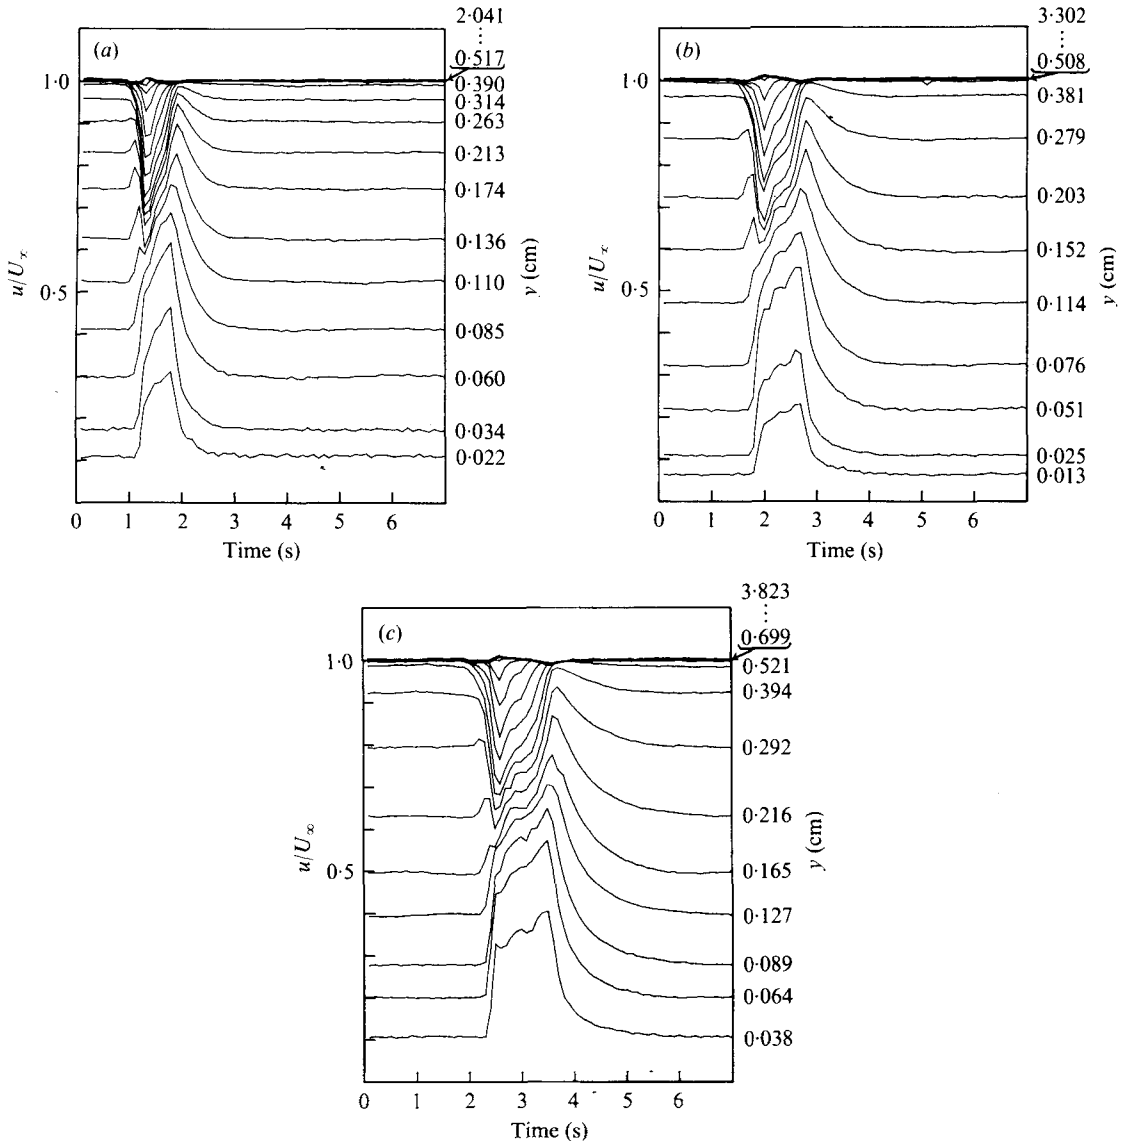 (a)
2·041
0·517
1·0
0·390
0·314
0·263
0·213
0·174
0·136
0·110
0·085
0·060
0·034
0·022
0·5
u/U∞
y (cm)
0 1 2 3 4 5 6
Time (s)
(b)
3·302
0·508
1·0
0·381
0·279
0·203
0·152
0·114
0·076
0·051
0·025
0·013
0·5
u/U∞
y (cm)
0 1 2 3 4 5 6
Time (s)
(c)
3·823
0·699
1·0
0·521
0·394
0·292
0·216
0·165
0·127
0·089
0·064
0·038
0·5
u/U∞
y (cm)
0 1 2 3 4 5 6
Time (s)